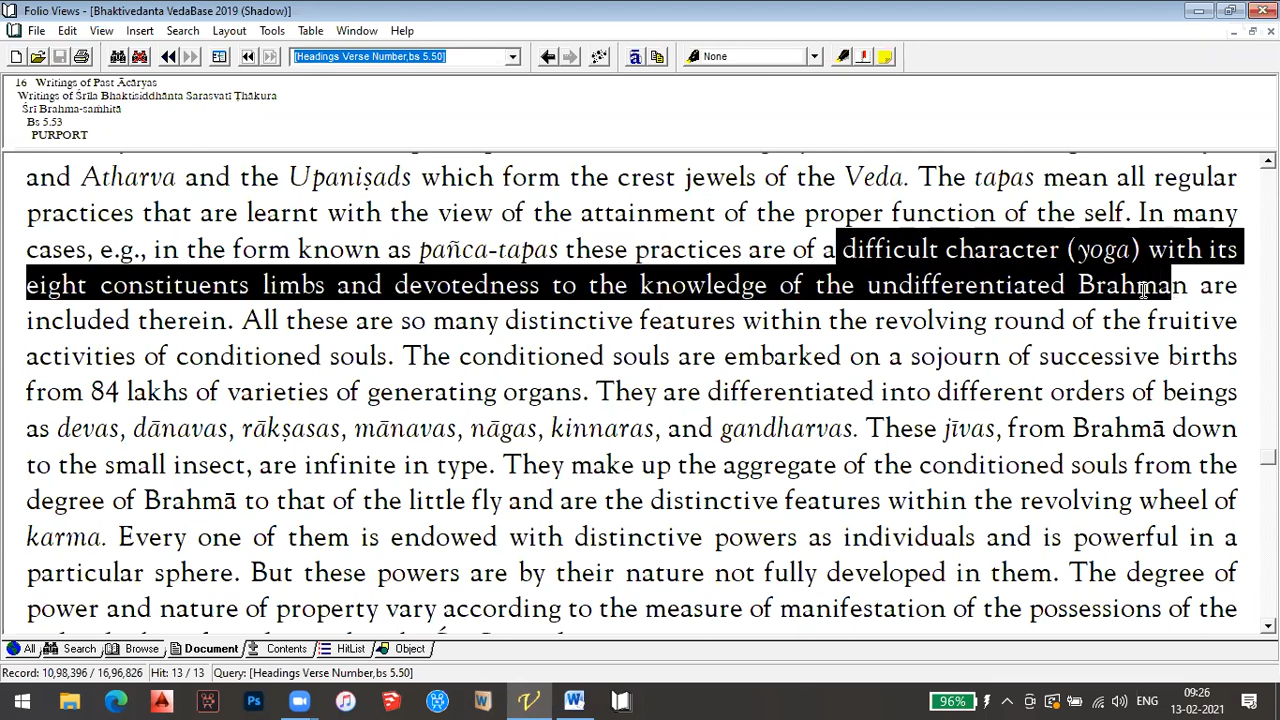 Folio Views - [Bhaktivedanta VedaBase 2019 (Shadow)]
File Edit View Insert Search Layout Tools Table Window Help
[Headings Verse Number,bs 5.50] None
16 Writings of Past Ācāryas
Writings of Śrīla Bhaktisiddhānta Sarasvatī Ṭhākura
Śrī Brahma-saṁhitā
Bs 5.53
PURPORT
and Atharva and the Upaniṣads which form the crest jewels of the Veda. The tapas mean all regular
practices that are learnt with the view of the attainment of the proper function of the self. In many
cases, e.g., in the form known as pañca-tapas these practices are of a difficult character (yoga) with its
eight constituents limbs and devotedness to the knowledge of the undifferentiated Brahman are
included therein. All these are so many distinctive features within the revolving round of the fruitive
activities of conditioned souls. The conditioned souls are embarked on a sojourn of successive births
from 84 lakhs of varieties of generating organs. They are differentiated into different orders of beings
as devas, dānavas, rākṣasas, mānavas, nāgas, kinnaras, and gandharvas. These jīvas, from Brahmā down
to the small insect, are infinite in type. They make up the aggregate of the conditioned souls from the
degree of Brahmā to that of the little fly and are the distinctive features within the revolving wheel of
karma. Every one of them is endowed with distinctive powers as individuals and is powerful in a
particular sphere. But these powers are by their nature not fully developed in them. The degree of
power and nature of property vary according to the measure of manifestation of the possessions of the
All Search Browse Document Contents HitList Object
Record: 10,98,396 / 16,96,826 Hit: 13 / 13 Query: [Headings Verse Number,bs 5.50]
96% ENG 09:26
13-02-2021